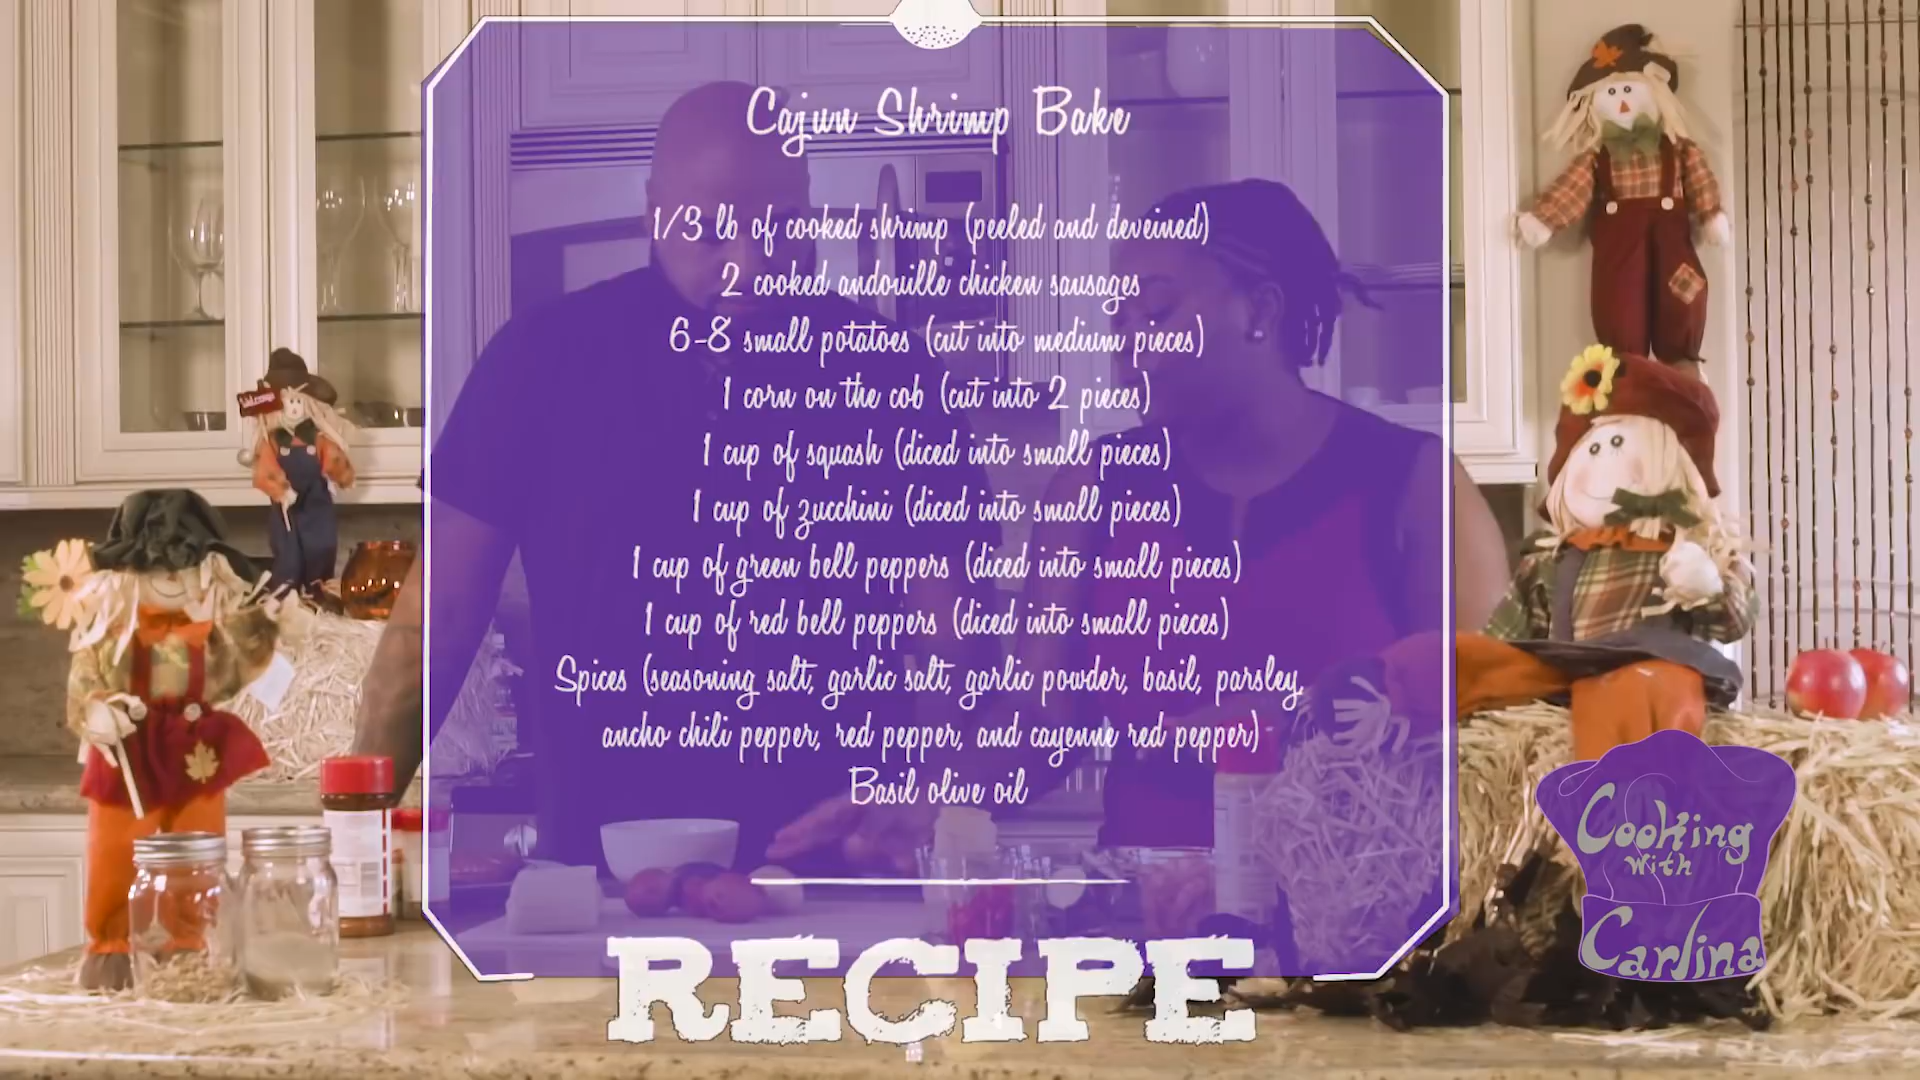 Cajun Shrimp Bake
1/3 lb of cooked shrimp (peeled and deveined)
2 cooked andouille chicken sausages
6-8 small potatoes (cut into medium pieces)
1 corn on the cob (cut into 2 pieces)
1 cup of squash (diced into small pieces)
1 cup of zucchini (diced into small pieces)
1 cup of green bell peppers (diced into small pieces)
1 cup of red bell peppers (diced into small pieces)
Spices (seasoning salt, garlic salt, garlic powder, basil, parsley,
ancho chili pepper, red pepper, and cayenne red pepper)
Basil olive oil
RECIPE
Cooking
with
Carlina